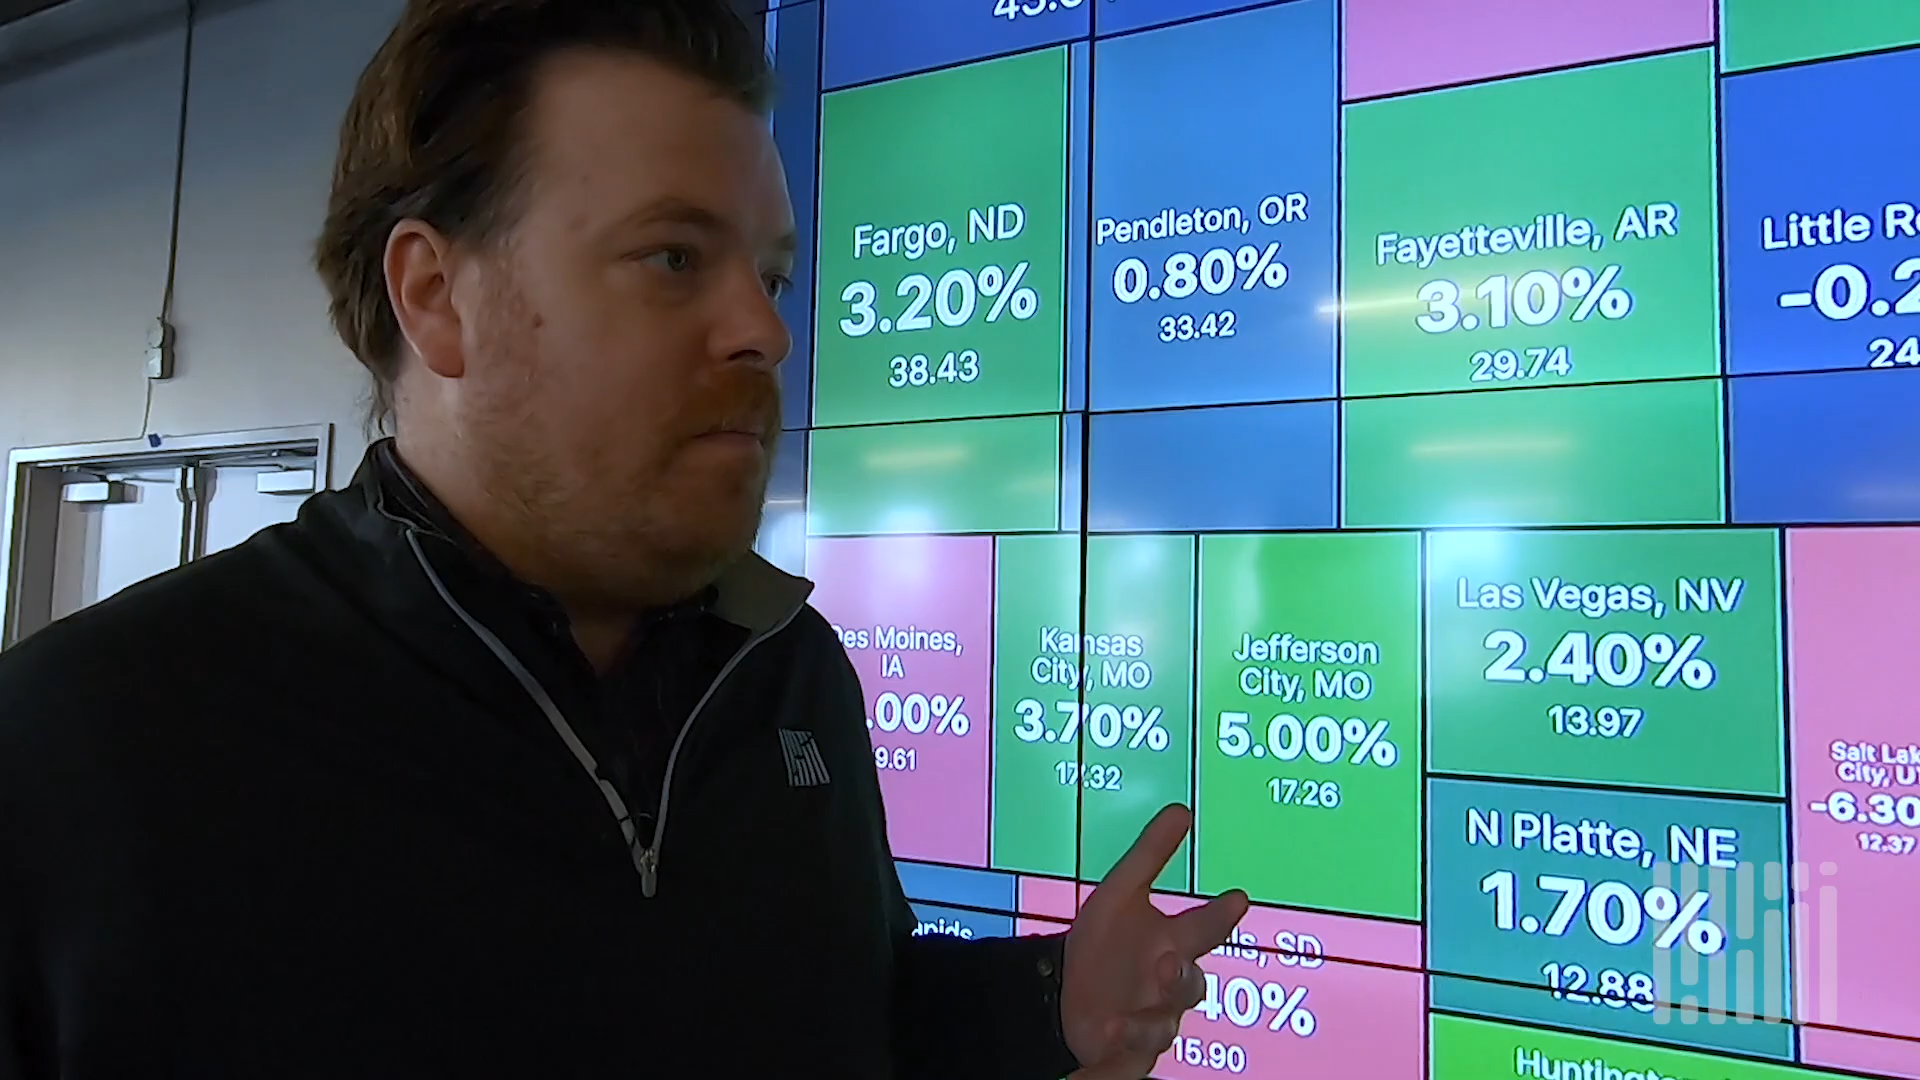 Fargo, ND
3.20%
38.43
Pendleton, OR
0.80%
33.42
Fayetteville, AR
3.10%
29.74
Little
-0.2
24
Moines,
IA
.00%
9.61
Kansas
City, MO
3.70%
17.32
Jefferson
City, MO
5.00%
17.26
Las Vegas, NV
2.40%
13.97
N Platte, NE
1.70%
12.88
Salt Lak
City, U
-6.30
12.37
SD
40%
15.90